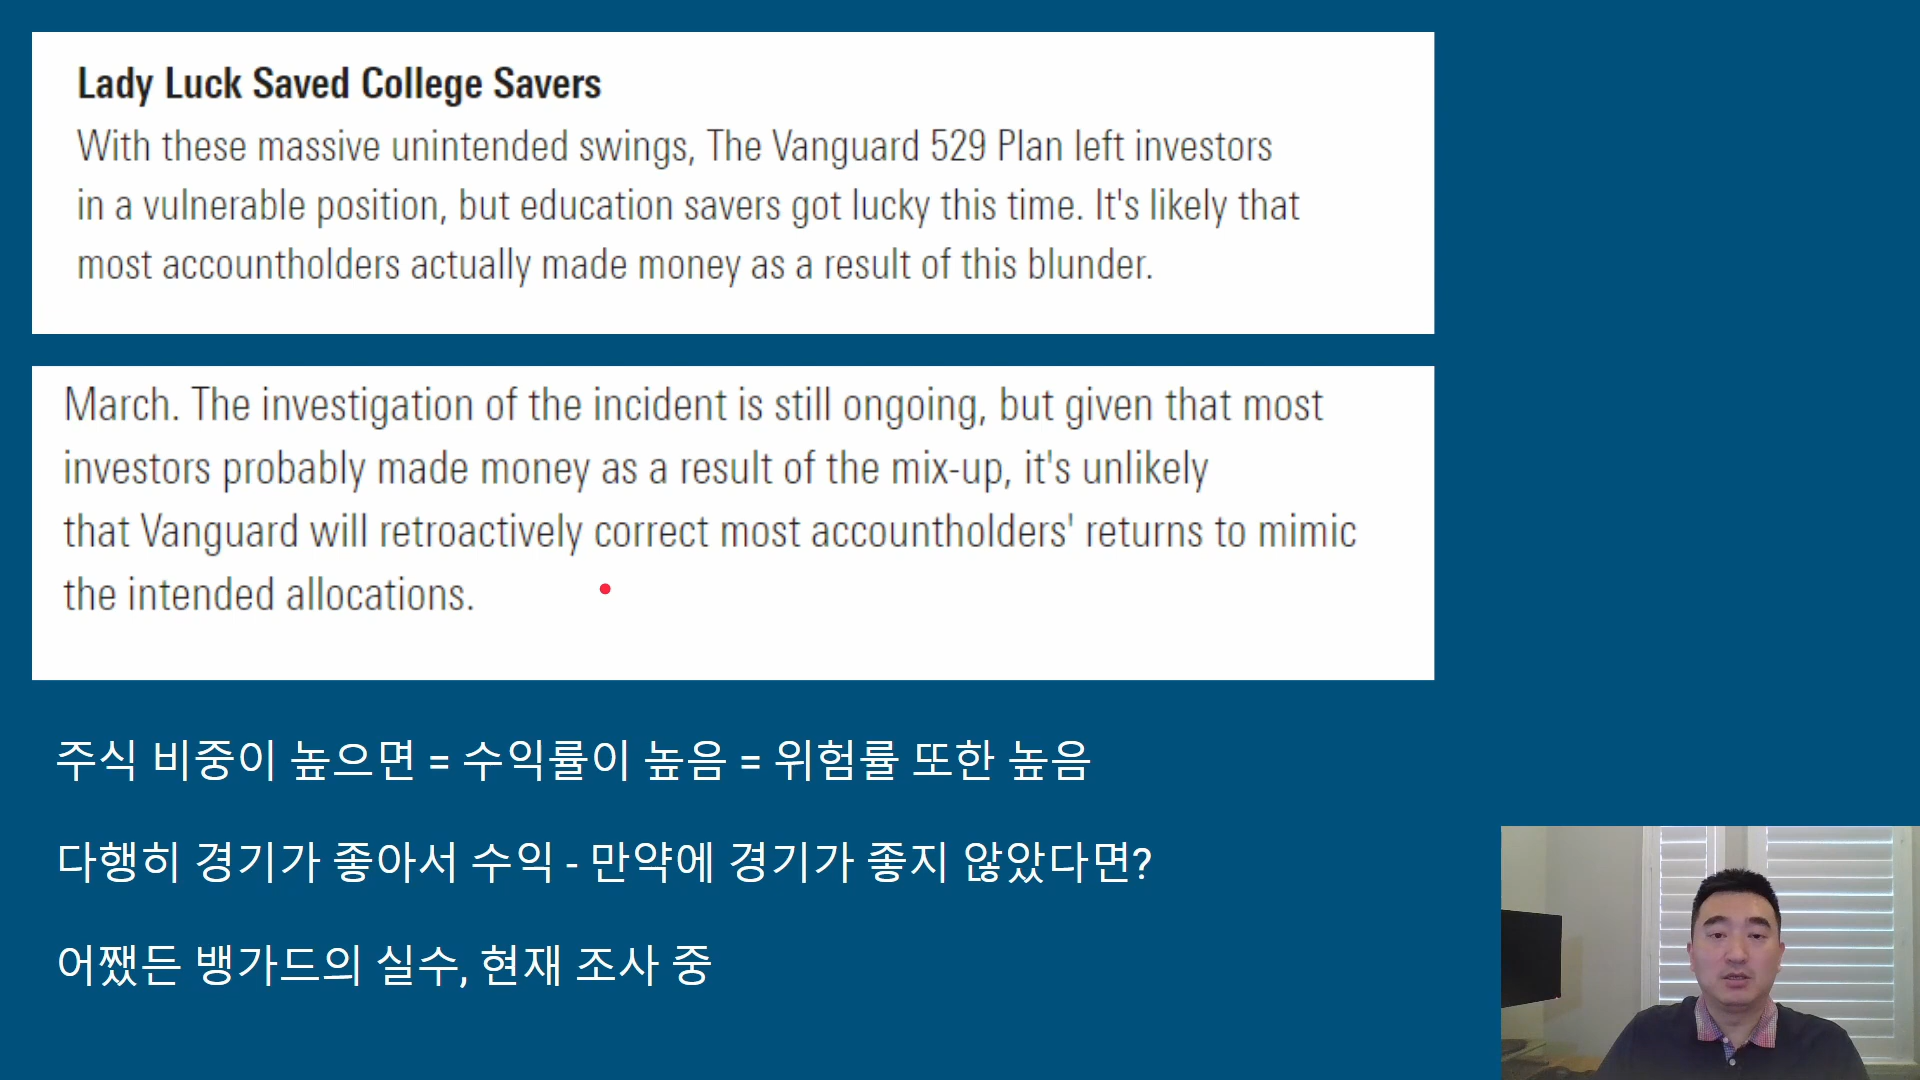 Lady Luck Saved College Savers
With these massive unintended swings, The Vanguard 529 Plan left investors
in a vulnerable position, but education savers got lucky this time. It's likely that
most accountholders actually made money as a result of this blunder.
March. The investigation of the incident is still ongoing, but given that most
investors probably made money as a result of the mix-up, it's unlikely
that Vanguard will retroactively correct most accountholders' returns to mimic
the intended allocations.
주식 비중이 높으면 = 수익률이 높음 = 위험률 또한 높음
다행히 경기가 좋아서 수익 - 만약에 경기가 좋지 않았다면?
어쨌든 뱅가드의 실수, 현재 조사 중